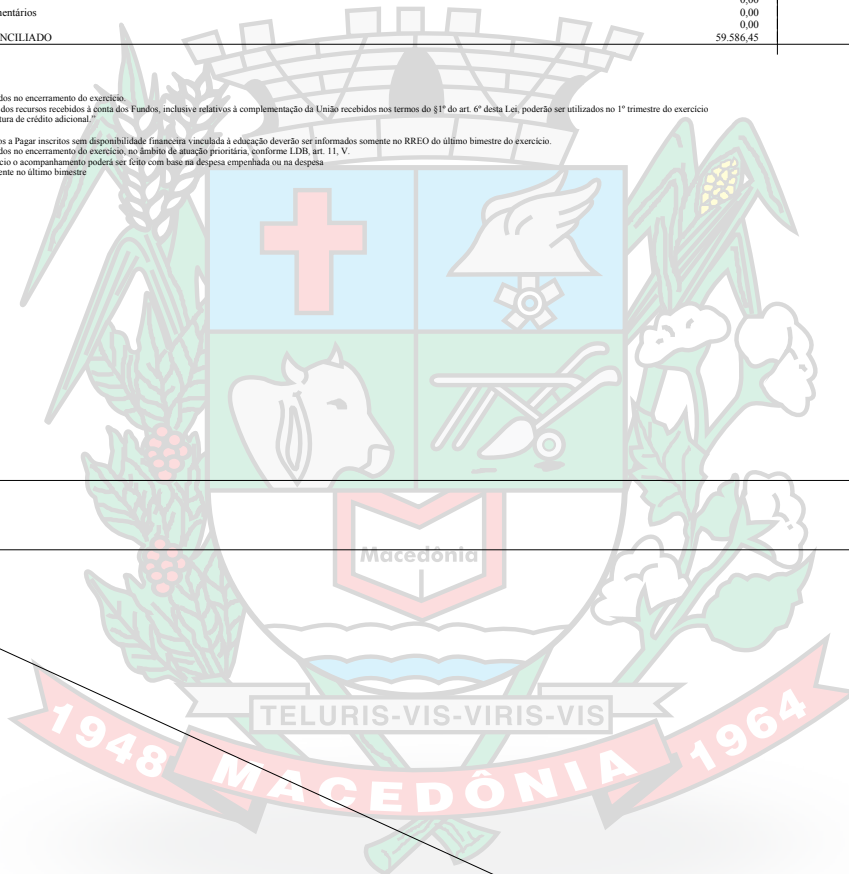 0,00
nentários 0,00
0,00
NCILIADO 59.586,45
dos no encerramento do exercício.
dos recursos recebidos à conta dos Fundos, inclusive relativos à complementação da União recebidos nos termos do §1º do art. 6º desta Lei, poderão ser utilizados no 1º trimestre do exercício
tura de crédito adicional."
os a Pagar inscritos sem disponibilidade financeira vinculada à educação deverão ser informados somente no RREO do último bimestre do exercício.
dos no encerramento do exercício, no âmbito de atuação prioritária, conforme LDB, art. 11, V.
cio o acompanhamento poderá ser feito com base na despesa empenhada ou na despesa
ente no último bimestre
Macedônia
TELURIS-VIS-VIRIS-VIS
1948 MACEDÔNIA 1964